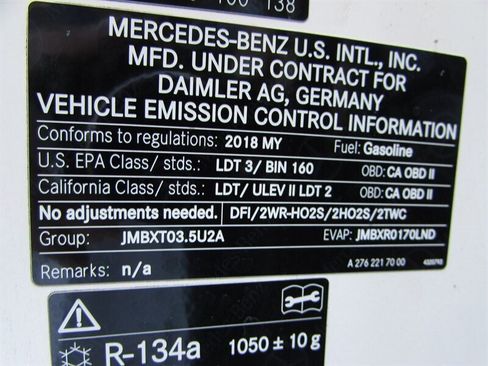 138
MERCEDES-BENZ U.S. INTL., INC.
MFD. UNDER CONTRACT FOR
DAIMLER AG, GERMANY
VEHICLE EMISSION CONTROL INFORMATION
Conforms to regulations: 2018 MY Fuel: Gasoline
U.S. EPA Class/ stds.: LDT 3/ BIN 160 OBD: CA OBD II
California Class/ stds.: LDT/ ULEV II LDT 2 OBD: CA OBD II
No adjustments needed. DFI/2WR-HO2S/2HO2S/2TWC
Group: JMBXT03.5U2A EVAP: JMBXR0170LND
A 276 221 70 00
Remarks: n/a
R-134a 1050 ± 10 g